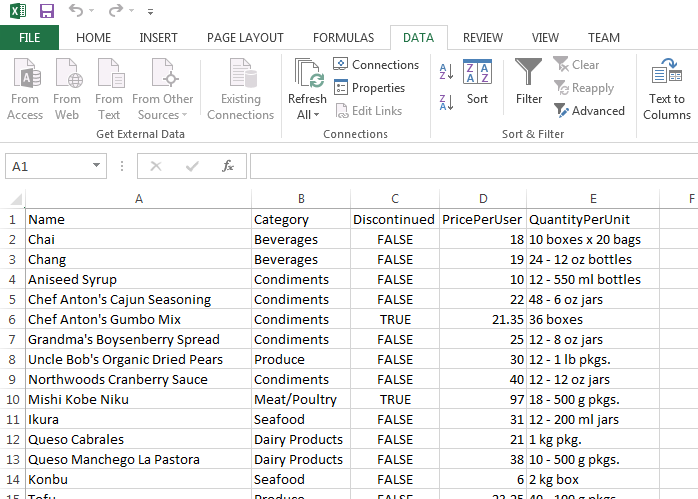 FILE HOME INSERT PAGE LAYOUT FORMULAS DATA REVIEW VIEW TEAM
From Access
From Web
From Text
From Other Sources
Existing Connections
Get External Data
Refresh All
Connections
Properties
Edit Links
Connections
A Z
Z A
Z A A Z
Sort
Filter
Clear
Reapply
Advanced
Sort & Filter
Text to Columns
A1 fx
A B C D E F
1 Name Category Discontinued PricePerUser QuantityPerUnit
2 Chai Beverages FALSE 18 10 boxes x 20 bags
3 Chang Beverages FALSE 19 24 - 12 oz bottles
4 Aniseed Syrup Condiments FALSE 10 12 - 550 ml bottles
5 Chef Anton's Cajun Seasoning Condiments FALSE 22 48 - 6 oz jars
6 Chef Anton's Gumbo Mix Condiments TRUE 21.35 36 boxes
7 Grandma's Boysenberry Spread Condiments FALSE 25 12 - 8 oz jars
8 Uncle Bob's Organic Dried Pears Produce FALSE 30 12 - 1 lb pkgs.
9 Northwoods Cranberry Sauce Condiments FALSE 40 12 - 12 oz jars
10 Mishi Kobe Niku Meat/Poultry TRUE 97 18 - 500 g pkgs.
11 Ikura Seafood FALSE 31 12 - 200 ml jars
12 Queso Cabrales Dairy Products FALSE 21 1 kg pkg.
13 Queso Manchego La Pastora Dairy Products FALSE 38 10 - 500 g pkgs.
14 Konbu Seafood FALSE 6 2 kg box
15 Tofu Produce FALSE 23.25 40 - 100 g pkgs.